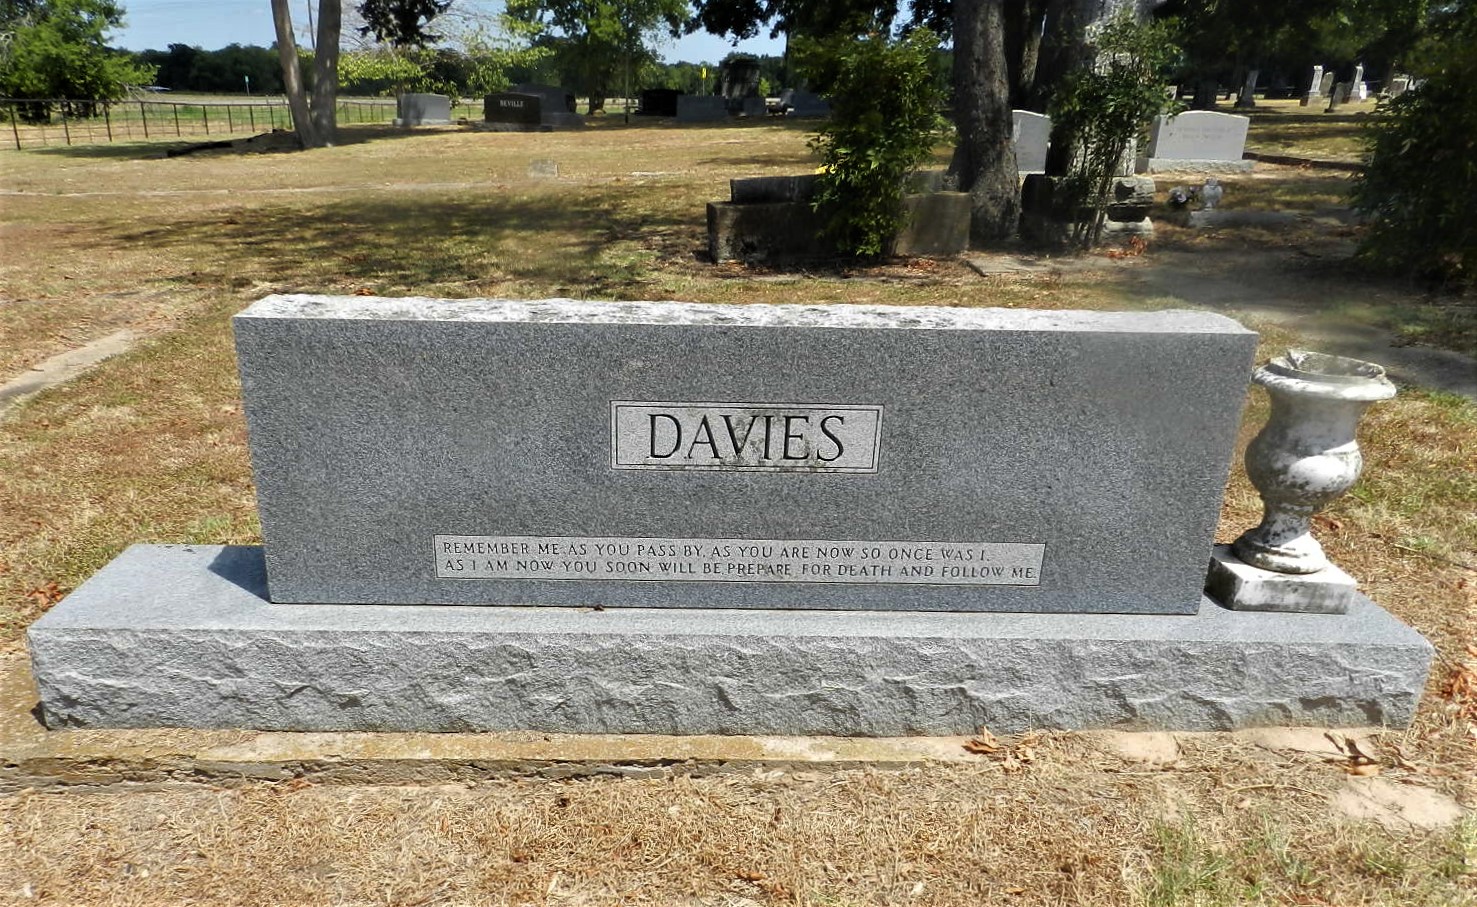 BEVILLE
DAVIES
REMEMBER ME AS YOU PASS BY, AS YOU ARE NOW SO ONCE WAS I.
AS I AM NOW YOU SOON WILL BE, PREPARE FOR DEATH AND FOLLOW ME.